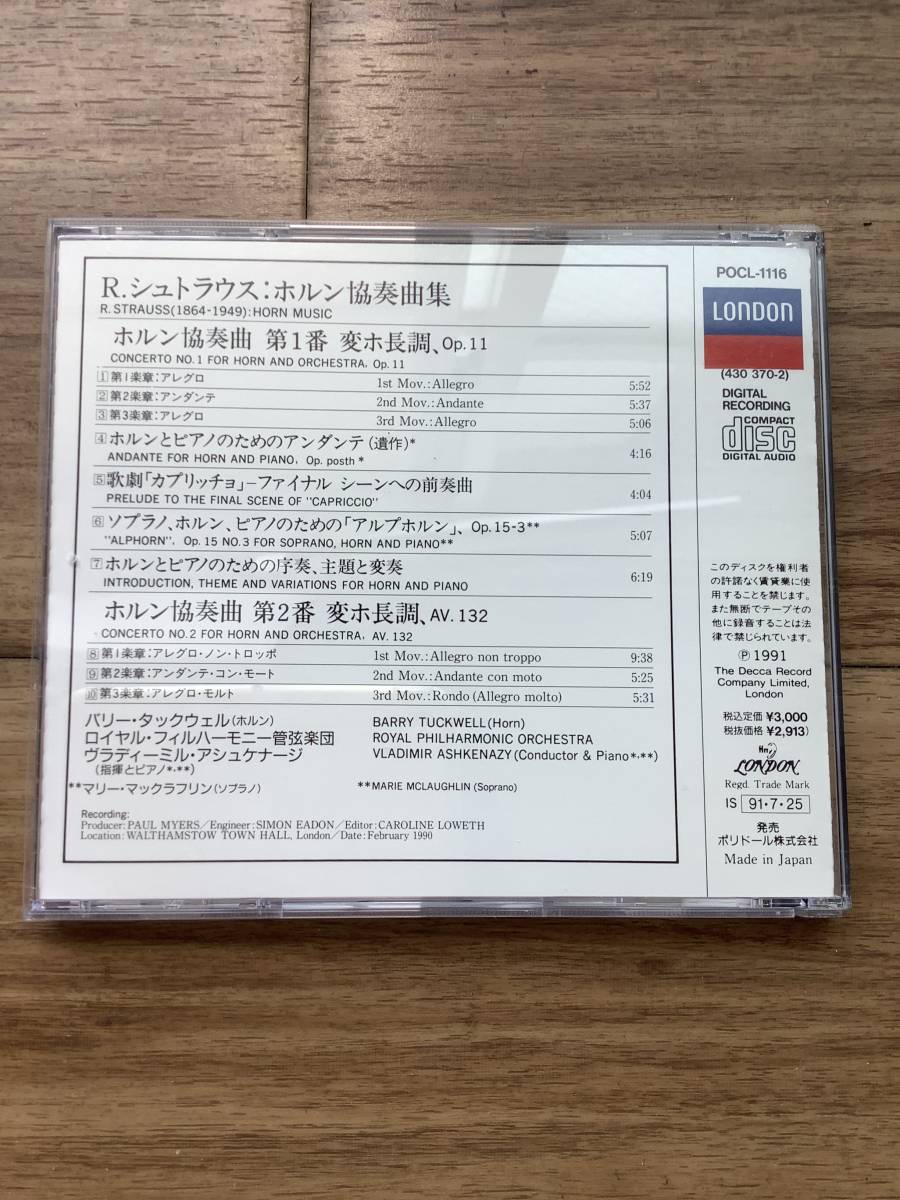 R.シュトラウス：ホルン協奏曲集
R. STRAUSS (1864-1949) : HORN MUSIC
ホルン協奏曲 第1番 変ホ長調、Op. 11
CONCERTO NO. 1 FOR HORN AND ORCHESTRA, Op. 11
1 第1楽章：アレグロ 1st Mov.: Allegro 5:52
2 第2楽章：アンダンテ 2nd Mov.: Andante 5:37
3 第3楽章：アレグロ 3rd Mov.: Allegro 5:06
4 ホルンとピアノのためのアンダンテ（遺作）* 4:16
ANDANTE FOR HORN AND PIANO, Op. posth *
5 歌劇「カプリッチョ」−ファイナル シーンへの前奏曲 4:04
PRELUDE TO THE FINAL SCENE OF "CAPRICCIO"
6 ソプラノ、ホルン、ピアノのための「アルプホルン」、Op. 15-3** 5:07
"ALPHORN", Op. 15 NO. 3 FOR SOPRANO, HORN AND PIANO**
7 ホルンとピアノのための序奏、主題と変奏 6:19
INTRODUCTION, THEME AND VARIATIONS FOR HORN AND PIANO
ホルン協奏曲 第2番 変ホ長調、AV. 132
CONCERTO NO. 2 FOR HORN AND ORCHESTRA, AV. 132
8 第1楽章：アレグロ・ノン・トロッポ 1st Mov.: Allegro non troppo 9:38
9 第2楽章：アンダンテ・コン・モート 2nd Mov.: Andante con moto 5:25
10 第3楽章：アレグロ・モルト 3rd Mov.: Rondo (Allegro molto) 5:31
バリー・タックウェル（ホルン） BARRY TUCKWELL (Horn)
ロイヤル・フィルハーモニー管弦楽団 ROYAL PHILHARMONIC ORCHESTRA
ヴラディーミル・アシュケナージ VLADIMIR ASHKENAZY (Conductor & Piano*,**)
（指揮とピアノ*,**）
**マリー・マックラフリン（ソプラノ） **MARIE MCLAUGHLIN (Soprano)
Recording:
Producer: PAUL MYERS／Engineer: SIMON EADON／Editor: CAROLINE LOWETH
Location: WALTHAMSTOW TOWN HALL, London／Date: February 1990
POCL-1116
LONDON
(430 370-2)
DIGITAL
RECORDING
COMPACT
disc
DIGITAL AUDIO
このディスクを権利者
の許諾なく賃貸業に使
用することを禁じます。
また無断でテープその
他に録音することは法
律で禁じられています。
Ⓟ 1991
The Decca Record
Company Limited,
London
税込定価 ¥3,000
税抜価格 ¥2,913）
LONDON
Regd. Trade Mark
IS 91・7・25
発売
ポリドール株式会社
Made in Japan